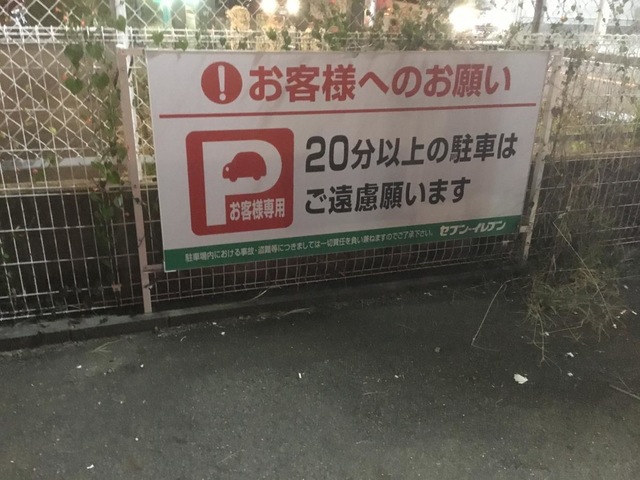 !お客様へのお願い
P
お客様専用
20分以上の駐車は
ご遠慮願います
セブン-イレブン
駐車場内における事故・盗難等につきましては一切責任を負い兼ねますのでご了承下さい。